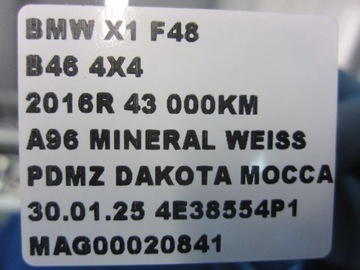 BMW X1 F48
B46 4X4
2016R 43 000KM
A96 MINERAL WEISS
PDMZ DAKOTA MOCCA
30.01.25 4E38554P1
MAG00020841